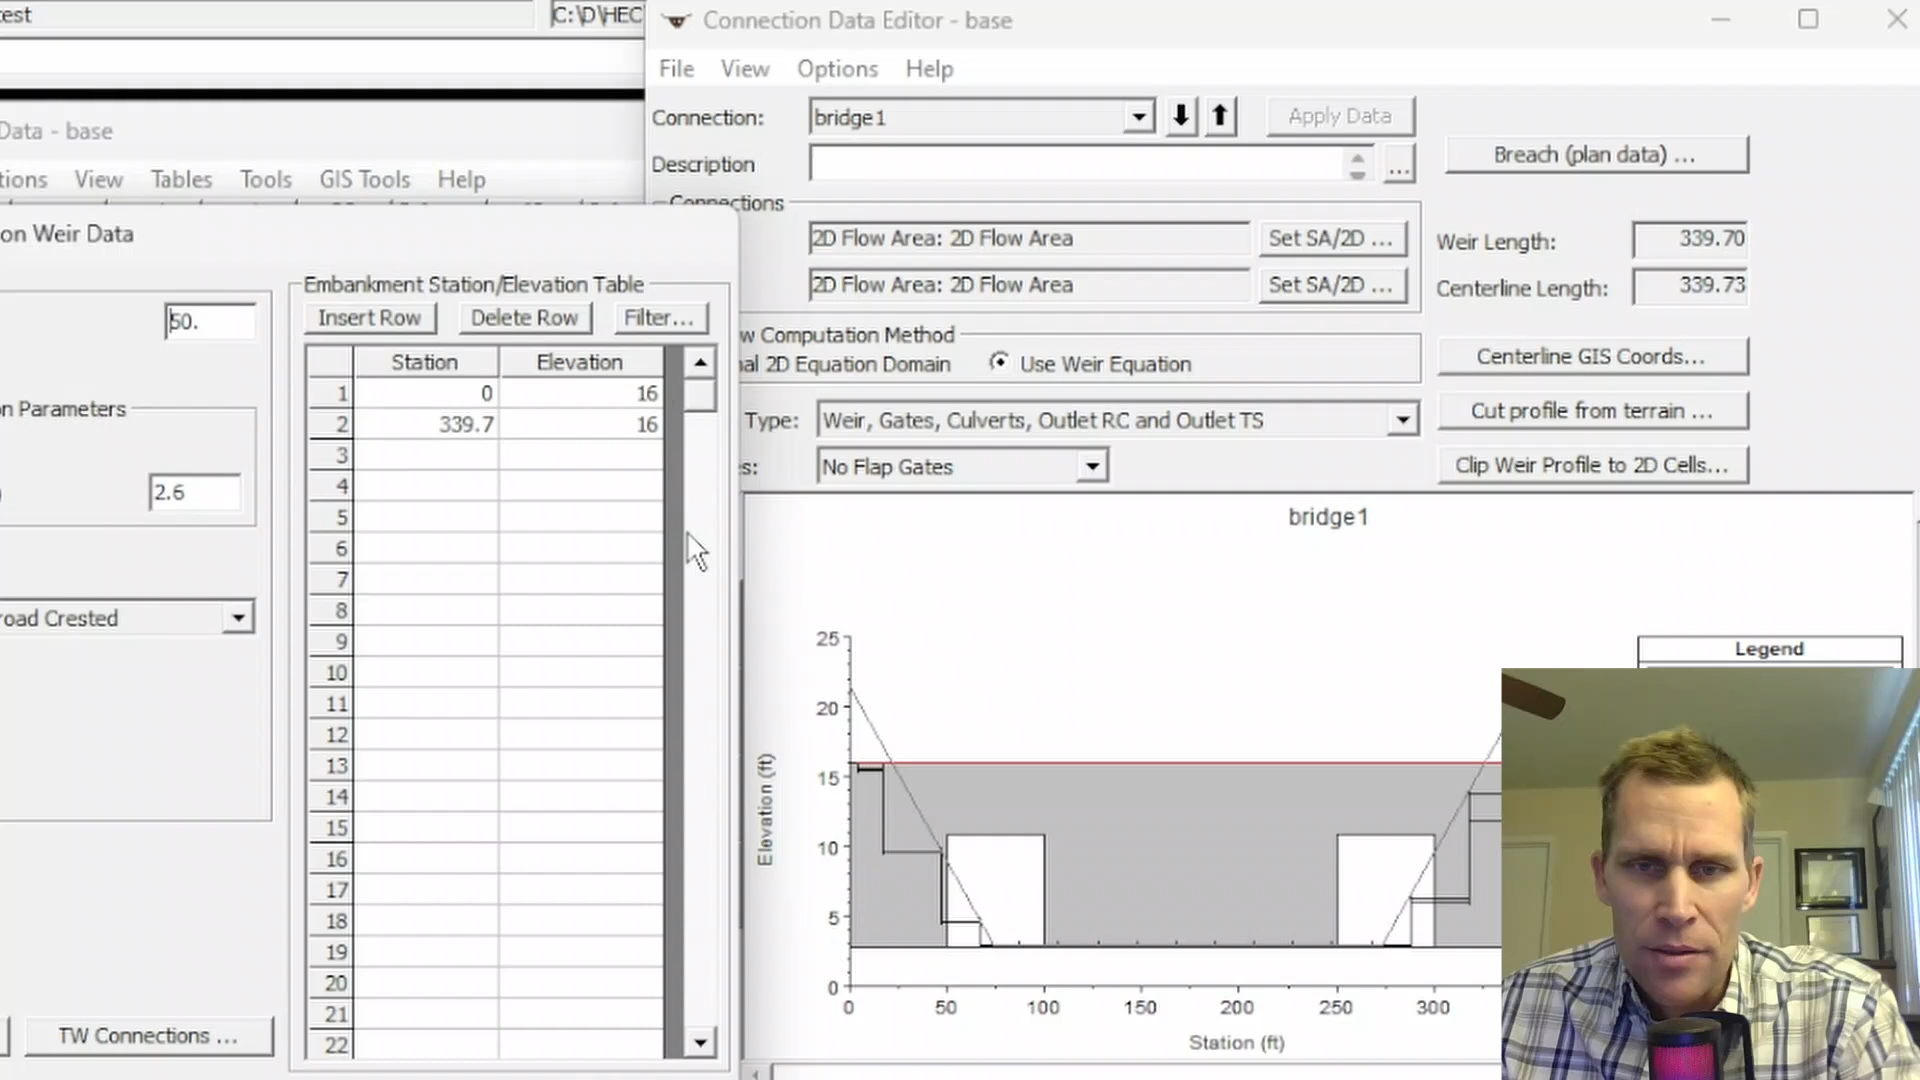 est
C:\D\HEC
Connection Data Editor - base
File View Options Help
Connection: bridge1 Apply Data
Description ... Breach (plan data) ...
Data - base
tions View Tables Tools GIS Tools Help
Connections
2D Flow Area: 2D Flow Area Set SA/2D ... Weir Length: 339.70
2D Flow Area: 2D Flow Area Set SA/2D ... Centerline Length: 339.73
on Weir Data
Embankment Station/Elevation Table
50. Insert Row Delete Row Filter...
w Computation Method
al 2D Equation Domain Use Weir Equation Centerline GIS Coords...
Station Elevation
1 0 16
2 339.7 16
3
4
5
6
7
8
9
10
11
12
13
14
15
16
17
18
19
20
21
22
n Parameters
)
2.6
road Crested
TW Connections ...
Type: Weir, Gates, Culverts, Outlet RC and Outlet TS Cut profile from terrain ...
s: No Flap Gates Clip Weir Profile to 2D Cells...
bridge1
Legend
25
20
15
10
5
0
Elevation (ft)
0 50 100 150 200 250 300
Station (ft)